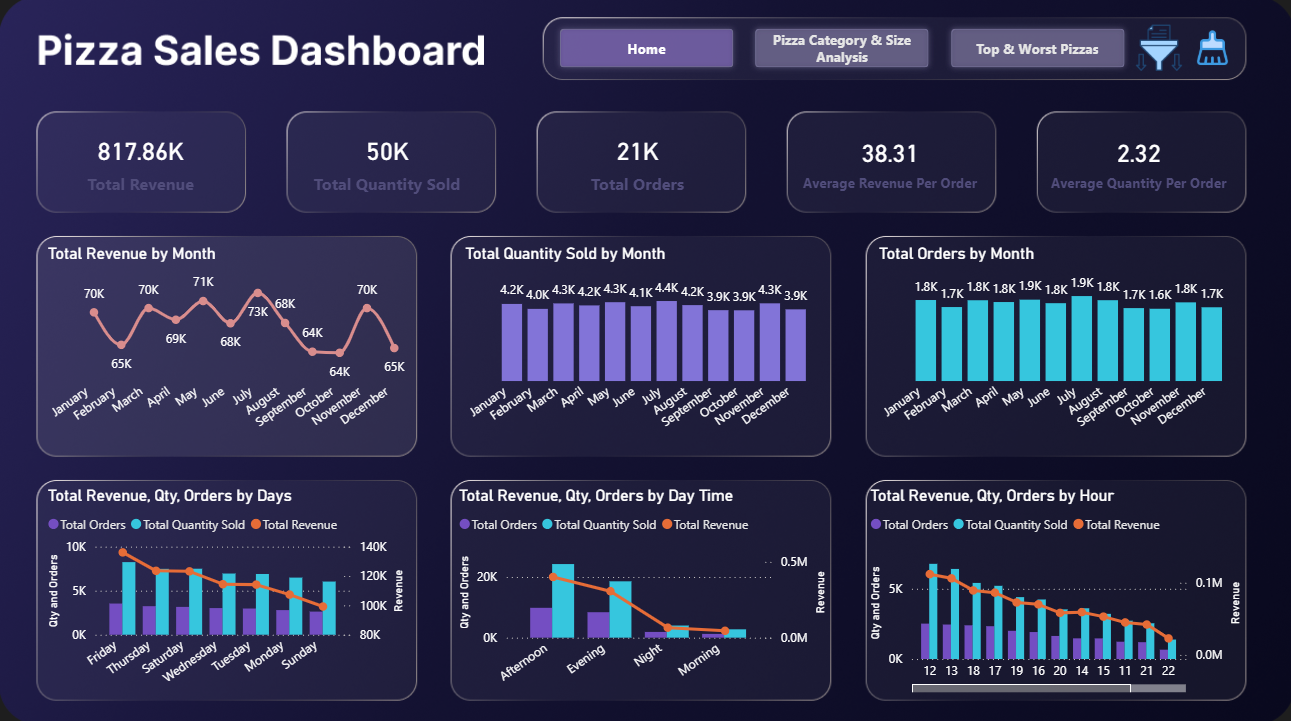 Pizza Sales Dashboard
Home
Pizza Category & Size
Analysis
Top & Worst Pizzas
817.86K
Total Revenue
50K
Total Quantity Sold
21K
Total Orders
38.31
Average Revenue Per Order
2.32
Average Quantity Per Order
Total Revenue by Month
70K
65K
70K
69K
71K
68K
73K
68K
64K
64K
70K
65K
January
February
March
April
May
June
July
August
September
October
November
December
Total Quantity Sold by Month
4.2K
4.0K
4.3K
4.2K
4.3K
4.1K
4.4K
4.2K
3.9K
3.9K
4.3K
3.9K
January
February
March
April
May
June
July
August
September
October
November
December
Total Orders by Month
1.8K
1.7K
1.8K
1.8K
1.9K
1.8K
1.9K
1.8K
1.7K
1.6K
1.8K
1.7K
January
February
March
April
May
June
July
August
September
October
November
December
Total Revenue, Qty, Orders by Days
Total Orders
Total Quantity Sold
Total Revenue
Qty and Orders
10K
5K
0K
140K
120K
100K
80K
Revenue
Friday
Thursday
Saturday
Wednesday
Tuesday
Monday
Sunday
Total Revenue, Qty, Orders by Day Time
Total Orders
Total Quantity Sold
Total Revenue
Qty and Orders
20K
0K
0.5M
0.0M
Revenue
Afternoon
Evening
Night
Morning
Total Revenue, Qty, Orders by Hour
Total Orders
Total Quantity Sold
Total Revenue
Qty and Orders
5K
0K
0.1M
0.0M
Revenue
12
13
18
17
19
16
20
14
15
11
21
22